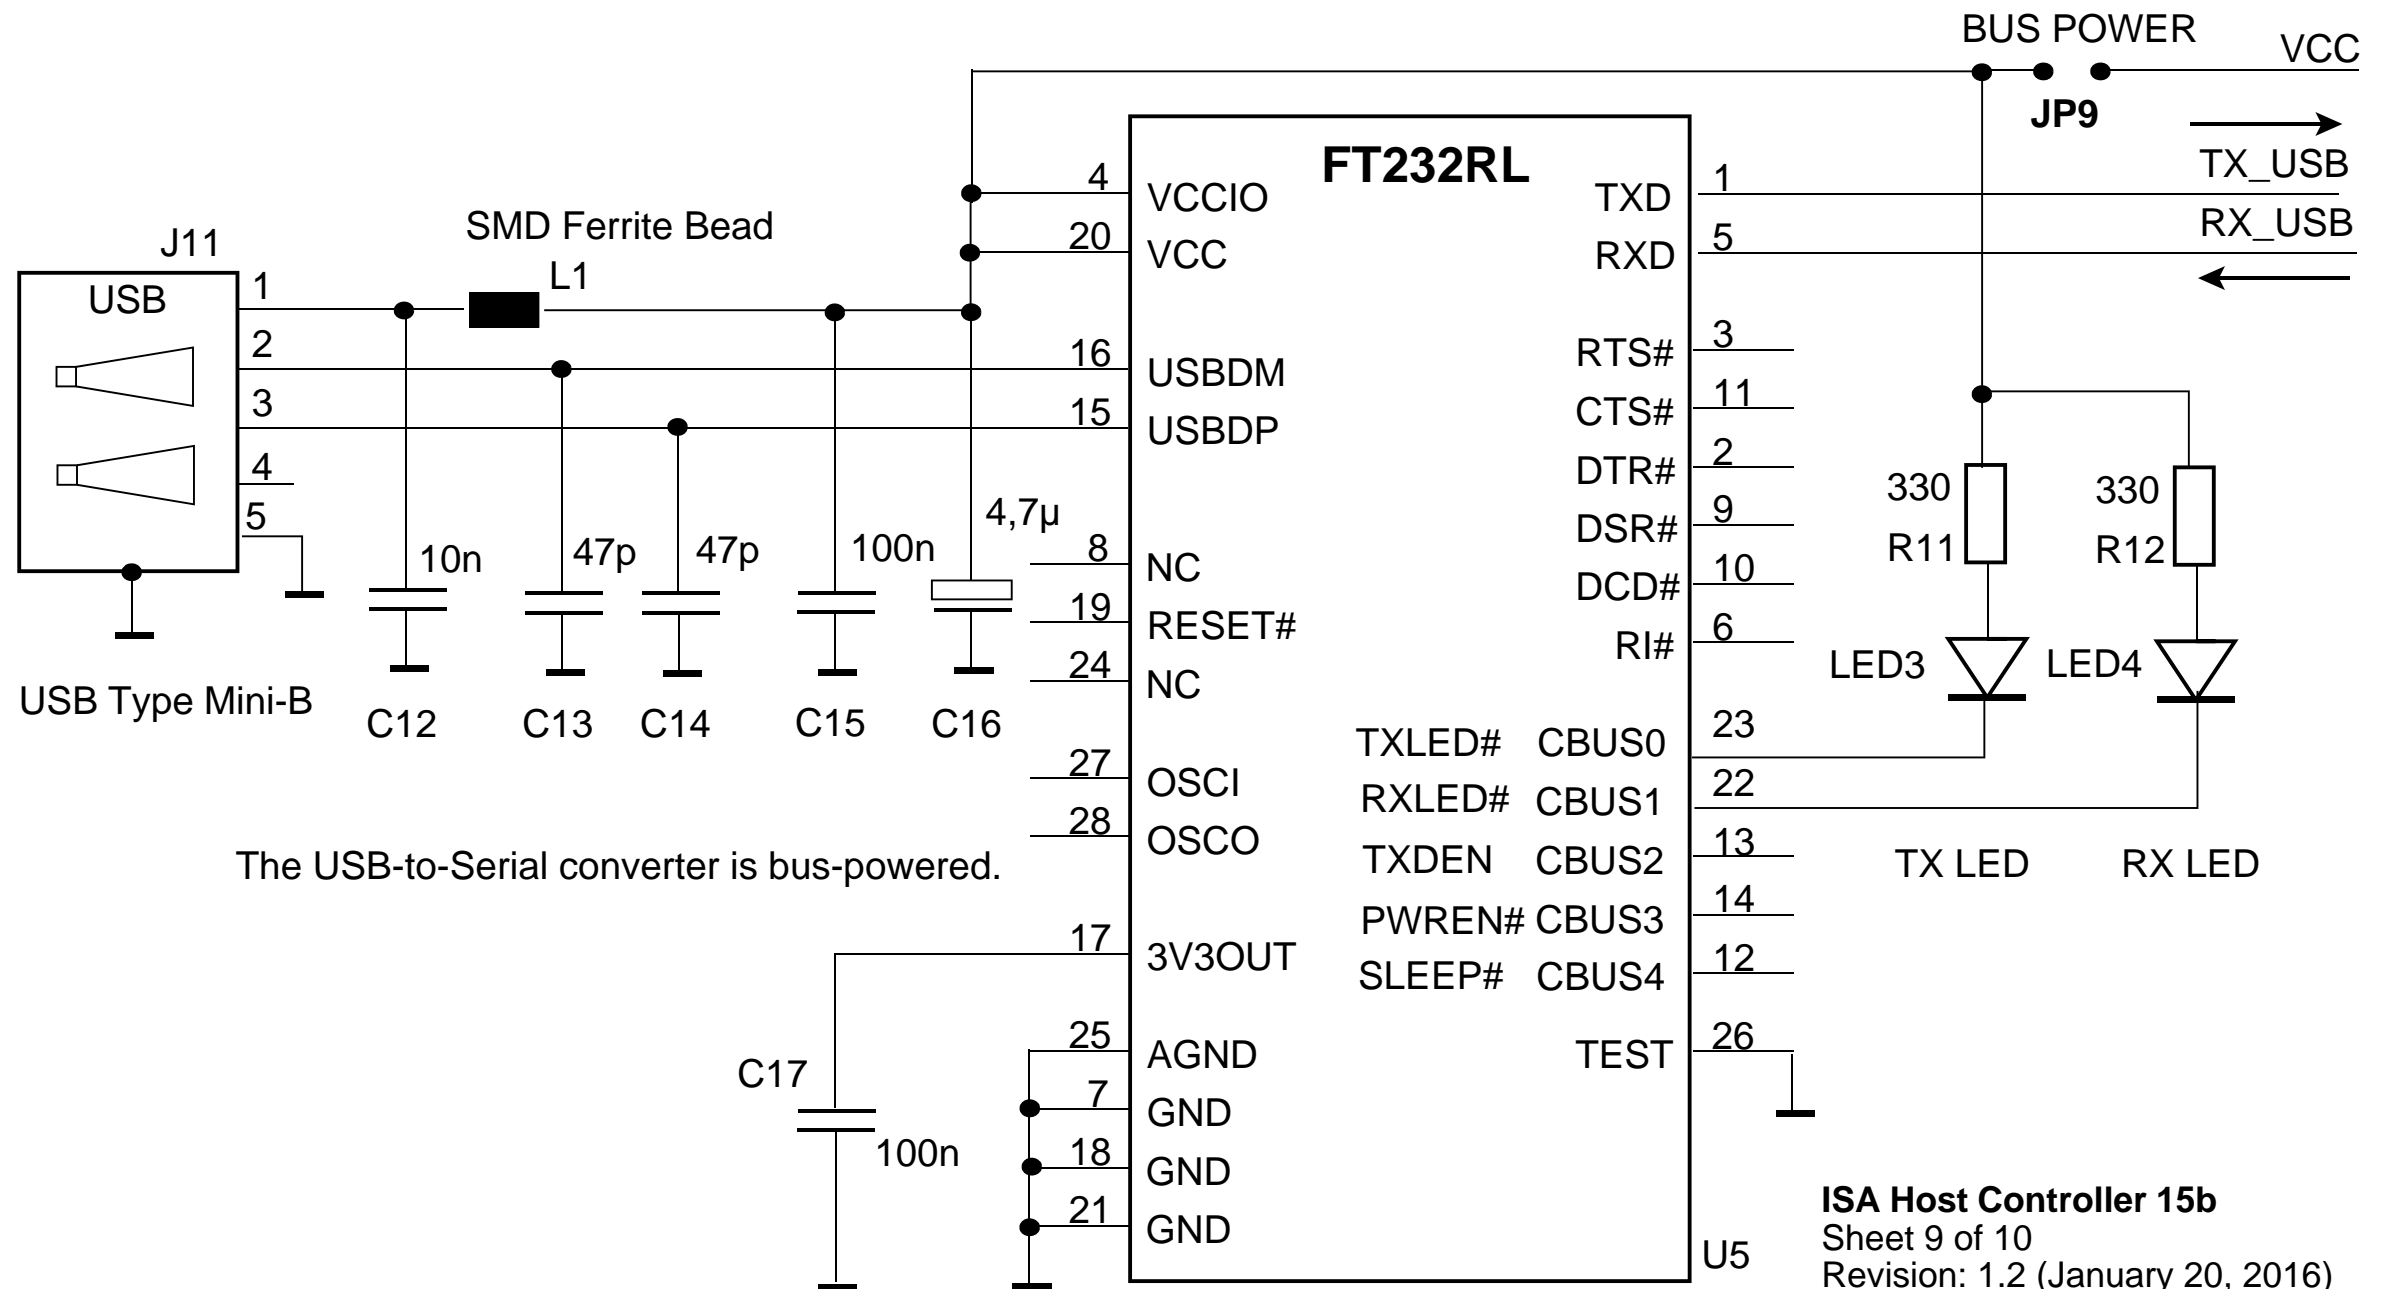 BUS POWER
VCC
JP9
TX_USB
RX_USB
FT232RL
4
VCCIO
TXD
1
20
VCC
RXD
5
SMD Ferrite Bead
L1
J11
USB
1
2
3
4
5
16
USBDM
15
USBDP
RTS#
3
CTS#
11
DTR#
2
DSR#
9
DCD#
10
RI#
6
330
R11
330
R12
10n
47p
47p
100n
4,7µ
8
NC
19
RESET#
24
NC
LED3
LED4
USB Type Mini-B
C12
C13
C14
C15
C16
TXLED#
CBUS0
23
27
OSCI
RXLED#
CBUS1
22
28
OSCO
TXDEN
CBUS2
13
TX LED
RX LED
The USB-to-Serial converter is bus-powered.
PWREN#
CBUS3
14
17
3V3OUT
SLEEP#
CBUS4
12
25
AGND
TEST
26
C17
100n
7
GND
18
GND
21
GND
U5
ISA Host Controller 15b
Sheet 9 of 10
Revision: 1.2 (January 20, 2016)